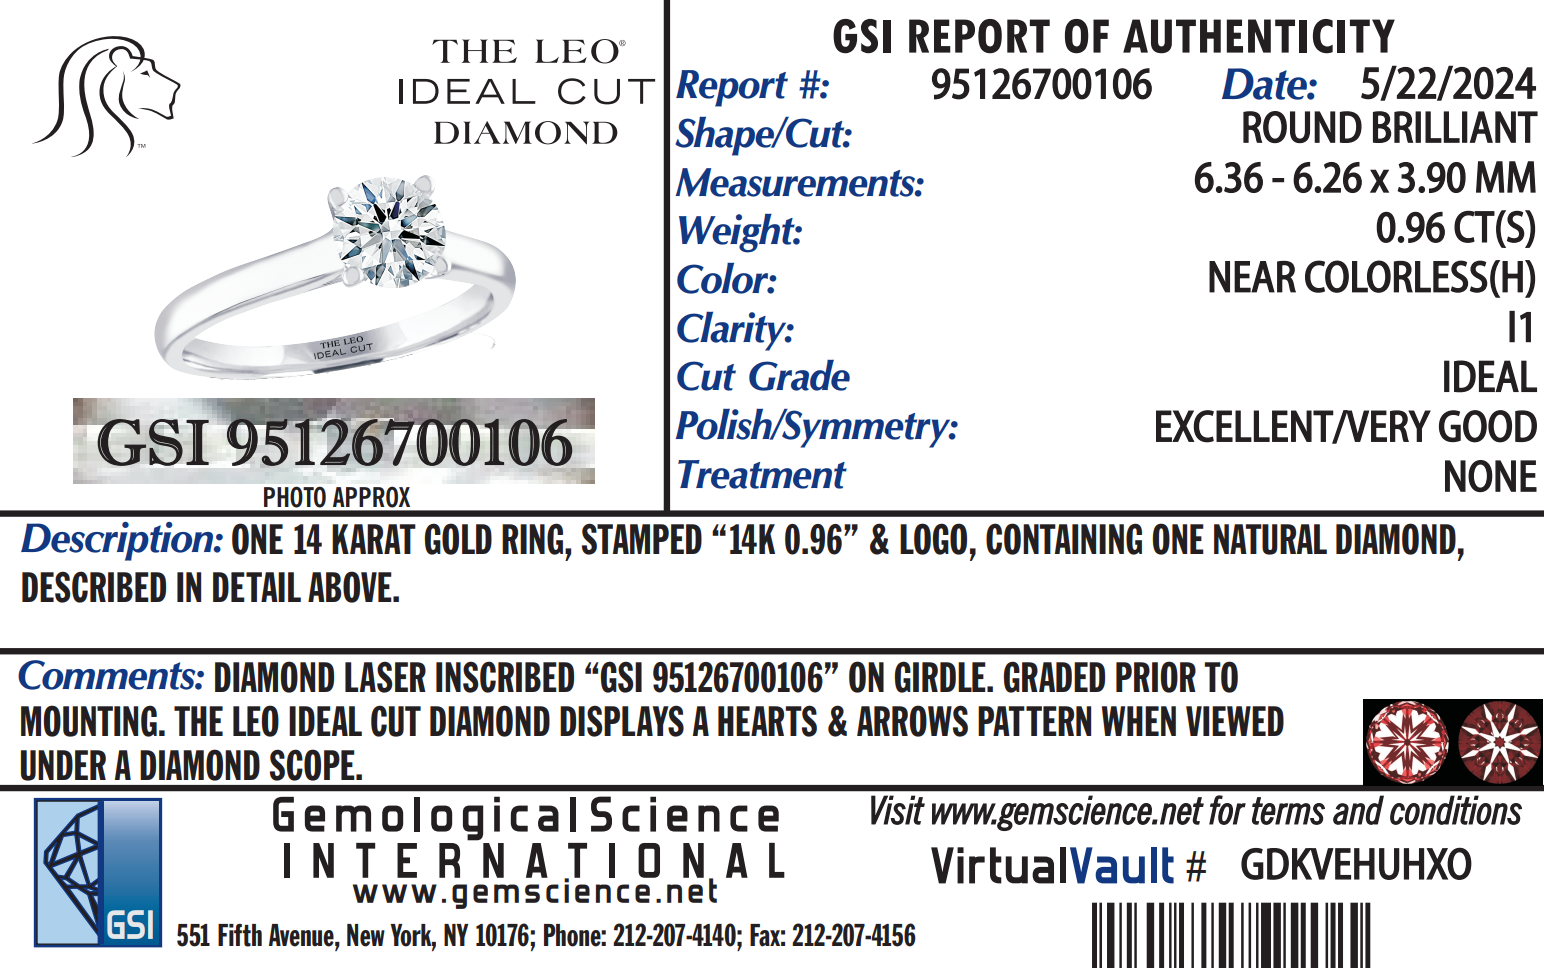 THE LEO®
IDEAL CUT
DIAMOND
™
THE LEO
IDEAL CUT
GSI 95126700106
PHOTO APPROX
GSI REPORT OF AUTHENTICITY
Report #: 95126700106 Date: 5/22/2024
Shape/Cut: ROUND BRILLIANT
Measurements: 6.36 - 6.26 x 3.90 MM
Weight: 0.96 CT(S)
Color: NEAR COLORLESS(H)
Clarity: I1
Cut Grade IDEAL
Polish/Symmetry: EXCELLENT/VERY GOOD
Treatment NONE
Description: ONE 14 KARAT GOLD RING, STAMPED “14K 0.96” & LOGO, CONTAINING ONE NATURAL DIAMOND,
DESCRIBED IN DETAIL ABOVE.
Comments: DIAMOND LASER INSCRIBED “GSI 95126700106” ON GIRDLE. GRADED PRIOR TO
MOUNTING. THE LEO IDEAL CUT DIAMOND DISPLAYS A HEARTS & ARROWS PATTERN WHEN VIEWED
UNDER A DIAMOND SCOPE.
GSI
GemologicalScience
INTERNATIONAL
www.gemscience.net
551 Fifth Avenue, New York, NY 10176; Phone: 212-207-4140; Fax: 212-207-4156
Visit www.gemscience.net for terms and conditions
VirtualVault # GDKVEHUHXO